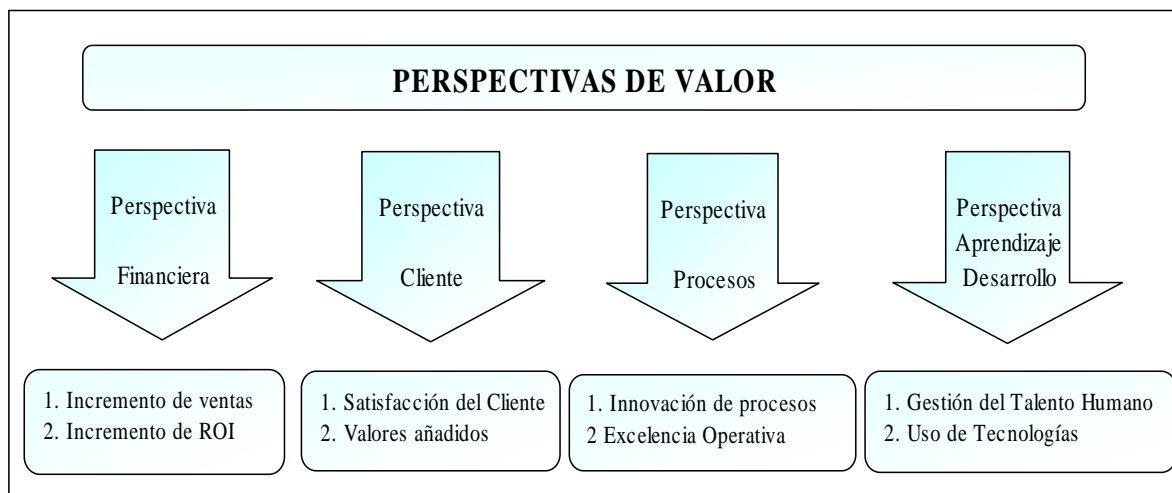 PERSPECTIVAS DE VALOR
Perspectiva
Financiera
Perspectiva
Cliente
Perspectiva
Procesos
Perspectiva
Aprendizaje
Desarrollo
1. Incremento de ventas
2. Incremento de ROI
1. Satisfacción del Cliente
2. Valores añadidos
1. Innovación de procesos
2 Excelencia Operativa
1. Gestión del Talento Humano
2. Uso de Tecnologías